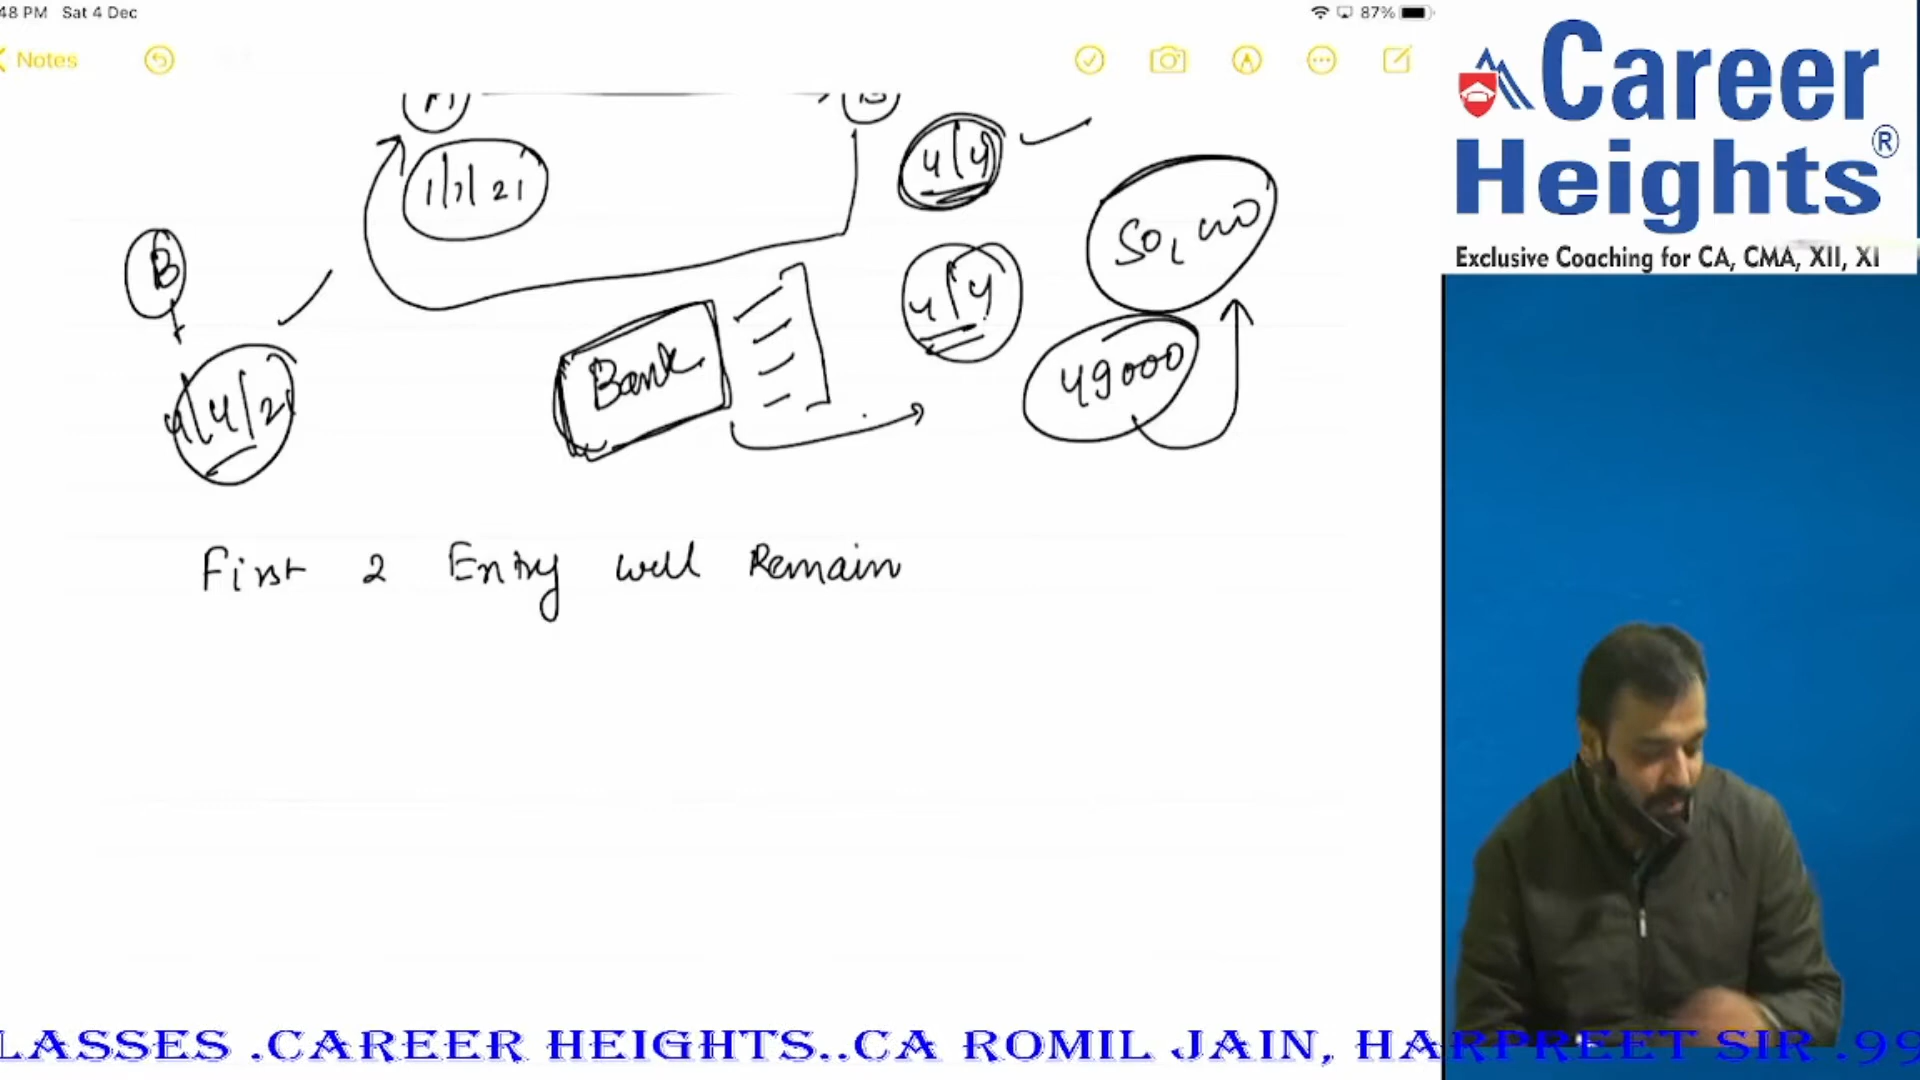 48 PM Sat 4 Dec
87%
Notes
1/1/21
4/4
50,000
B
4/4
Bank
49000
4/4/21
First 2 Entry will Remain
Career
Heights®
Exclusive Coaching for CA, CMA, XII, XI
LASSES .CAREER HEIGHTS..CA ROMIL JAIN, HARPREET SIR .99